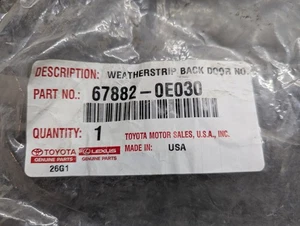 DESCRIPTION: WEATHERSTRIP BACK DOOR NO.
PART NO.: 67882-0E030
QUANTITY: 1
TOYOTA MOTOR SALES, U.S.A., INC.
MADE IN: USA
TOYOTA LEXUS
GENUINE PARTS GENUINE PARTS
26G1